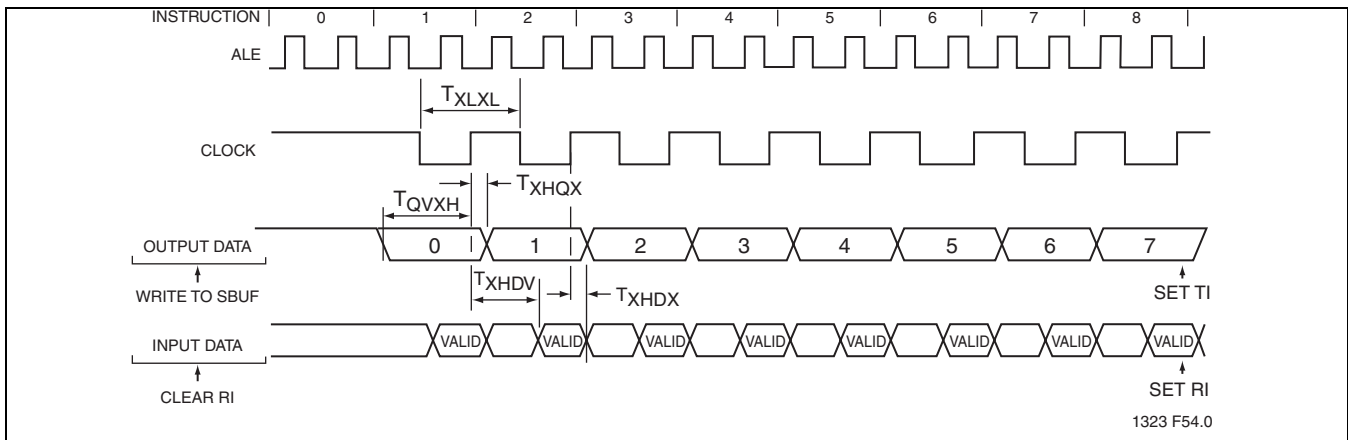 INSTRUCTION | 0 | 1 | 2 | 3 | 4 | 5 | 6 | 7 | 8 |
ALE
TXLXL
CLOCK
TXHQX
TQVXH
OUTPUT DATA 0 1 2 3 4 5 6 7
WRITE TO SBUF
TXHDV
TXHDX
SET TI
INPUT DATA VALID VALID VALID VALID VALID VALID VALID VALID
CLEAR RI
SET RI
1323 F54.0